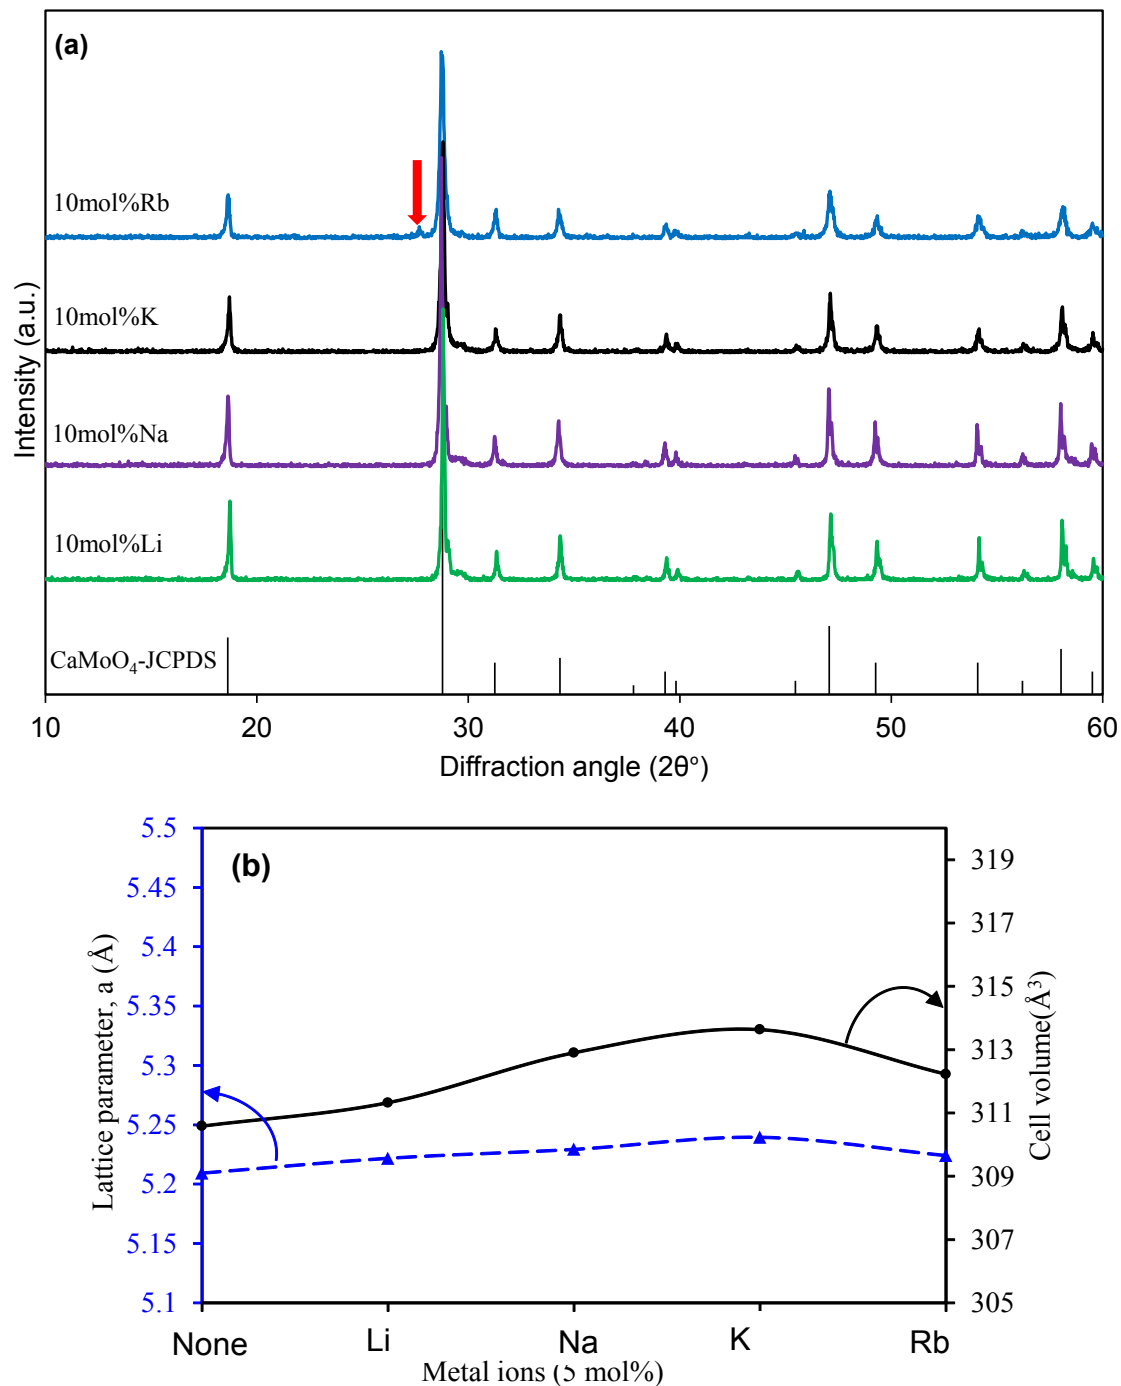 (a)
10mol%Rb
10mol%K
10mol%Na
10mol%Li
CaMoO₄-JCPDS
Intensity (a.u.)
10 20 30 40 50 60
Diffraction angle (2θ°)
(b)
5.5
5.45
5.4
5.35
5.3
5.25
5.2
5.15
5.1
Lattice parameter, a (Å)
319
317
315
313
311
309
307
305
Cell volume(Å³)
None Li Na K Rb
Metal ions (5 mol%)